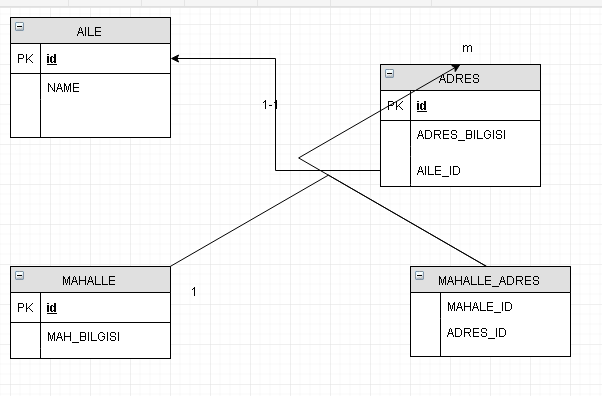 AILE
PK id
NAME
m
ADRES
PK id
ADRES_BILGISI
AILE_ID
1-1
MAHALLE
PK id
MAH_BILGISI
1
MAHALLE_ADRES
MAHALE_ID
ADRES_ID